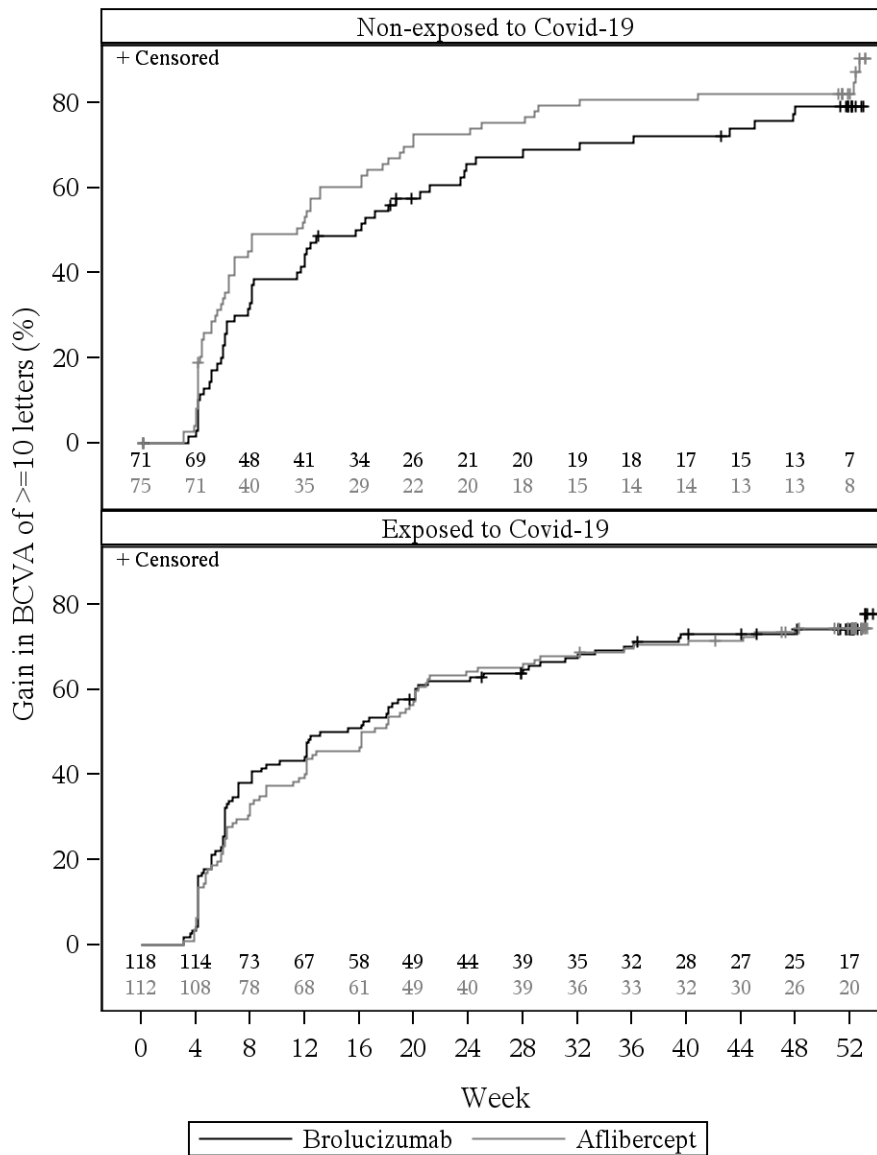 Non-exposed to Covid-19
+ Censored
80
60
40
20
0
71 69 48 41 34 26 21 20 19 18 17 15 13 7
75 71 40 35 29 22 20 18 15 14 14 13 13 8
Gain in BCVA of >=10 letters (%)
Exposed to Covid-19
+ Censored
80
60
40
20
0
118 114 73 67 58 49 44 39 35 32 28 27 25 17
112 108 78 68 61 49 40 39 36 33 32 30 26 20
0 4 8 12 16 20 24 28 32 36 40 44 48 52
Week
Brolucizumab Aflibercept